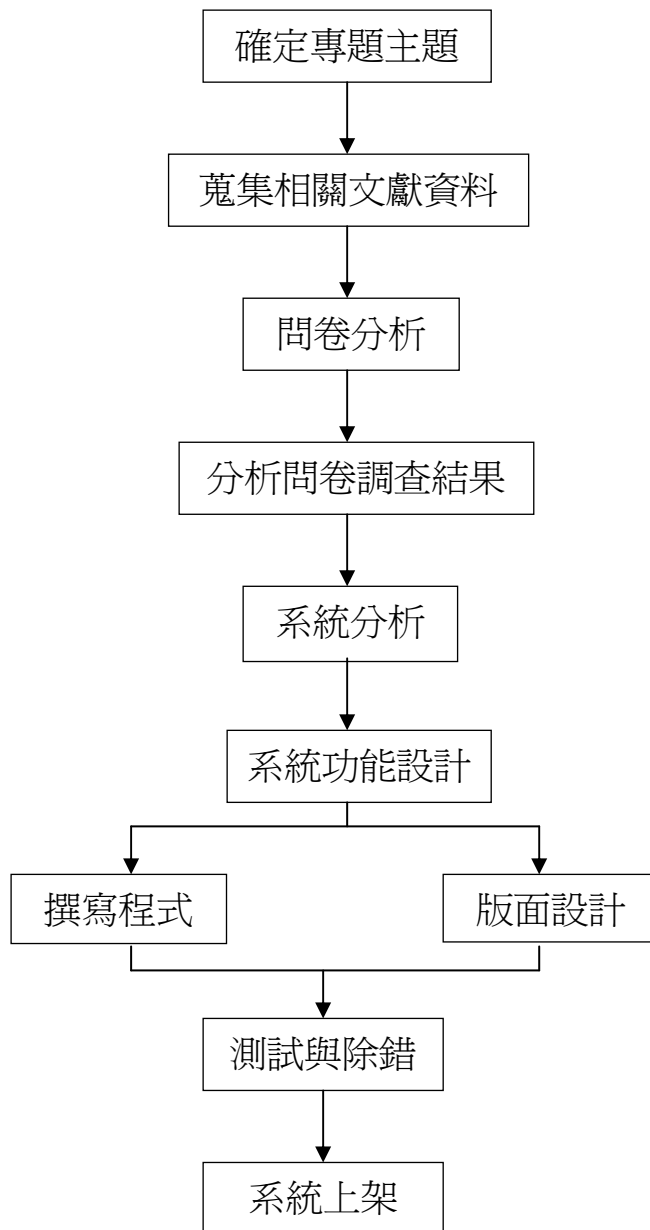 確定專題主題
蒐集相關文獻資料
問卷分析
分析問卷調查結果
系統分析
系統功能設計
撰寫程式
版面設計
測試與除錯
系統上架